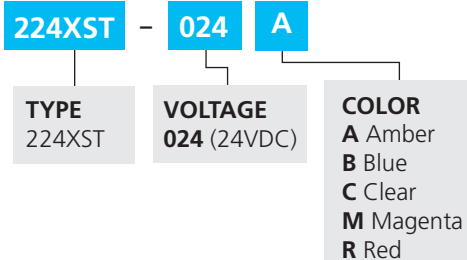 224XST – 024 A
TYPE
224XST
VOLTAGE
024 (24VDC)
COLOR
A Amber
B Blue
C Clear
M Magenta
R Red